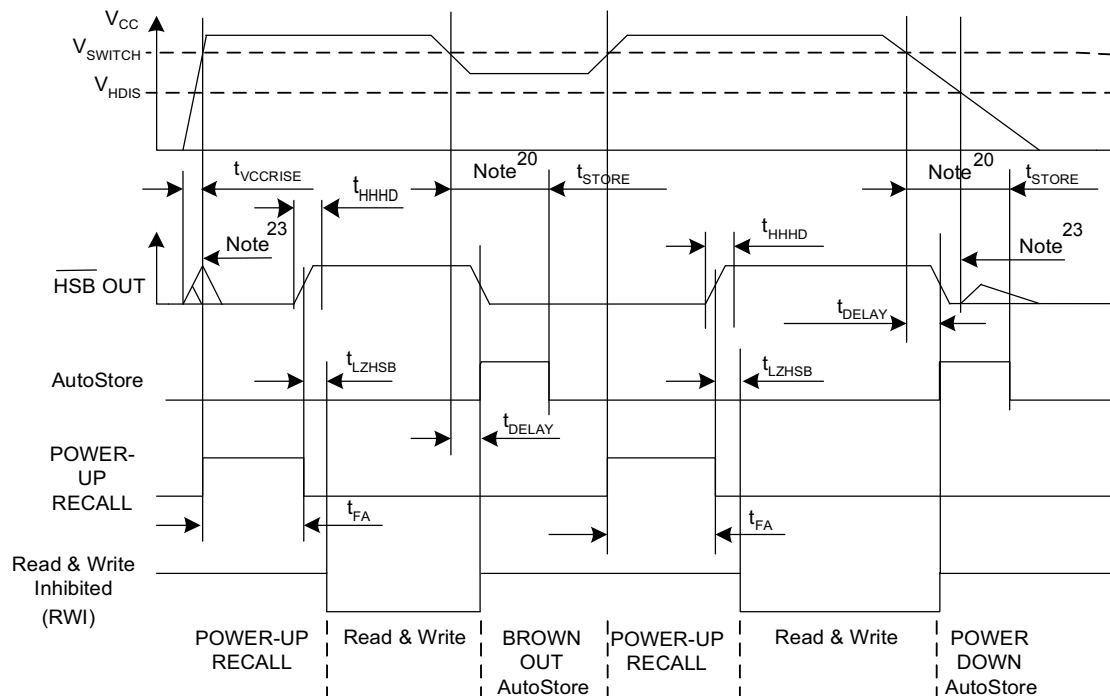 VCC
VSWITCH
VHDIS
tVCCRISE
tHHHD
Note20
tSTORE
Note20
tSTORE
Note23
tHHHD
Note23
HSB OUT
tDELAY
tLZHSB
tLZHSB
AutoStore
tDELAY
POWER-
UP
RECALL
tFA
tFA
Read & Write
Inhibited
(RWI)
POWER-UP
RECALL
Read & Write
BROWN
OUT
AutoStore
POWER-UP
RECALL
Read & Write
POWER
DOWN
AutoStore